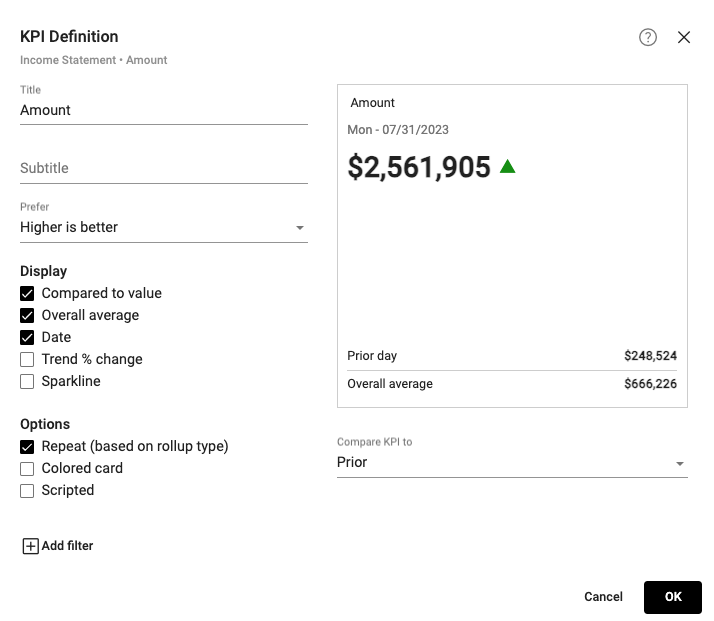 KPI Definition
Income Statement • Amount
Title
Amount
Subtitle
Prefer
Higher is better
Display
Compared to value
Overall average
Date
Trend % change
Sparkline
Options
Repeat (based on rollup type)
Colored card
Scripted
Add filter
Amount
Mon - 07/31/2023
$2,561,905
Prior day $248,524
Overall average $666,226
Compare KPI to
Prior
Cancel OK